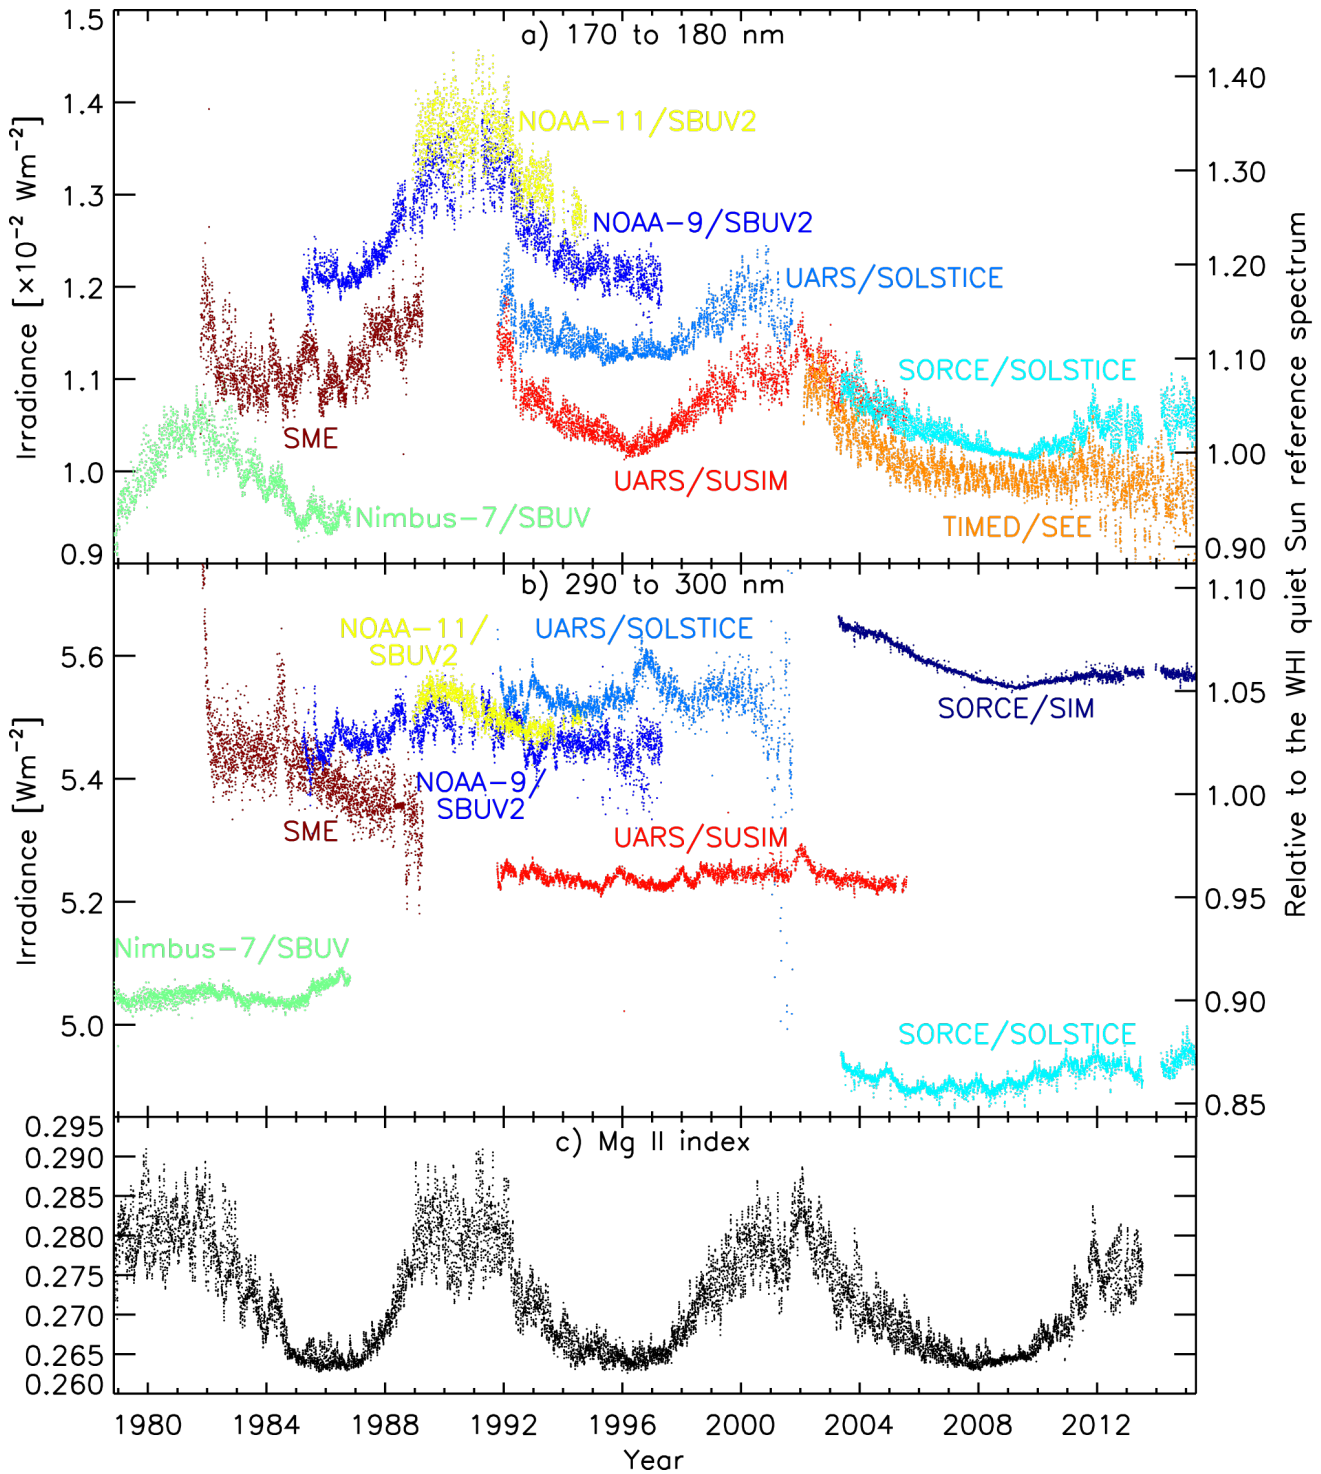 a) 170 to 180 nm
1.5
1.4
1.3
1.2
1.1
1.0
0.9
Irradiance [×10⁻² Wm⁻²]
1.40
1.30
1.20
1.10
1.00
0.90
NOAA−11/SBUV2
NOAA−9/SBUV2
UARS/SOLSTICE
SORCE/SOLSTICE
SME
UARS/SUSIM
Nimbus−7/SBUV
TIMED/SEE
Relative to the WHI quiet Sun reference spectrum
b) 290 to 300 nm
5.6
5.4
5.2
5.0
Irradiance [Wm⁻²]
1.10
1.05
1.00
0.95
0.90
0.85
NOAA−11/
SBUV2
UARS/SOLSTICE
SORCE/SIM
NOAA−9/
SBUV2
SME
UARS/SUSIM
Nimbus−7/SBUV
SORCE/SOLSTICE
c) Mg II index
0.295
0.290
0.285
0.280
0.275
0.270
0.265
0.260
1980 1984 1988 1992 1996 2000 2004 2008 2012
Year